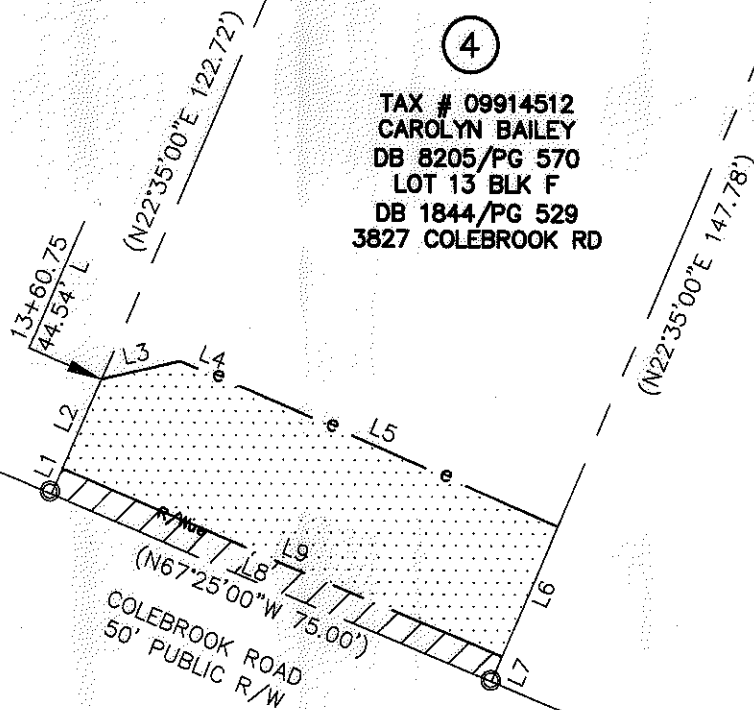 4
TAX # 09914512
CAROLYN BAILEY
DB 8205/PG 570
LOT 13 BLK F
DB 1844/PG 529
3827 COLEBROOK RD
(N22°35'00"E 122.72')
(N22°35'00"E 147.78')
13+60.75
44.54' L
L3
L4
e
e
L5
e
L2
L1
L6
L7
L9
L8
(N67°25'00"W 75.00')
COLEBROOK ROAD
50' PUBLIC R/W